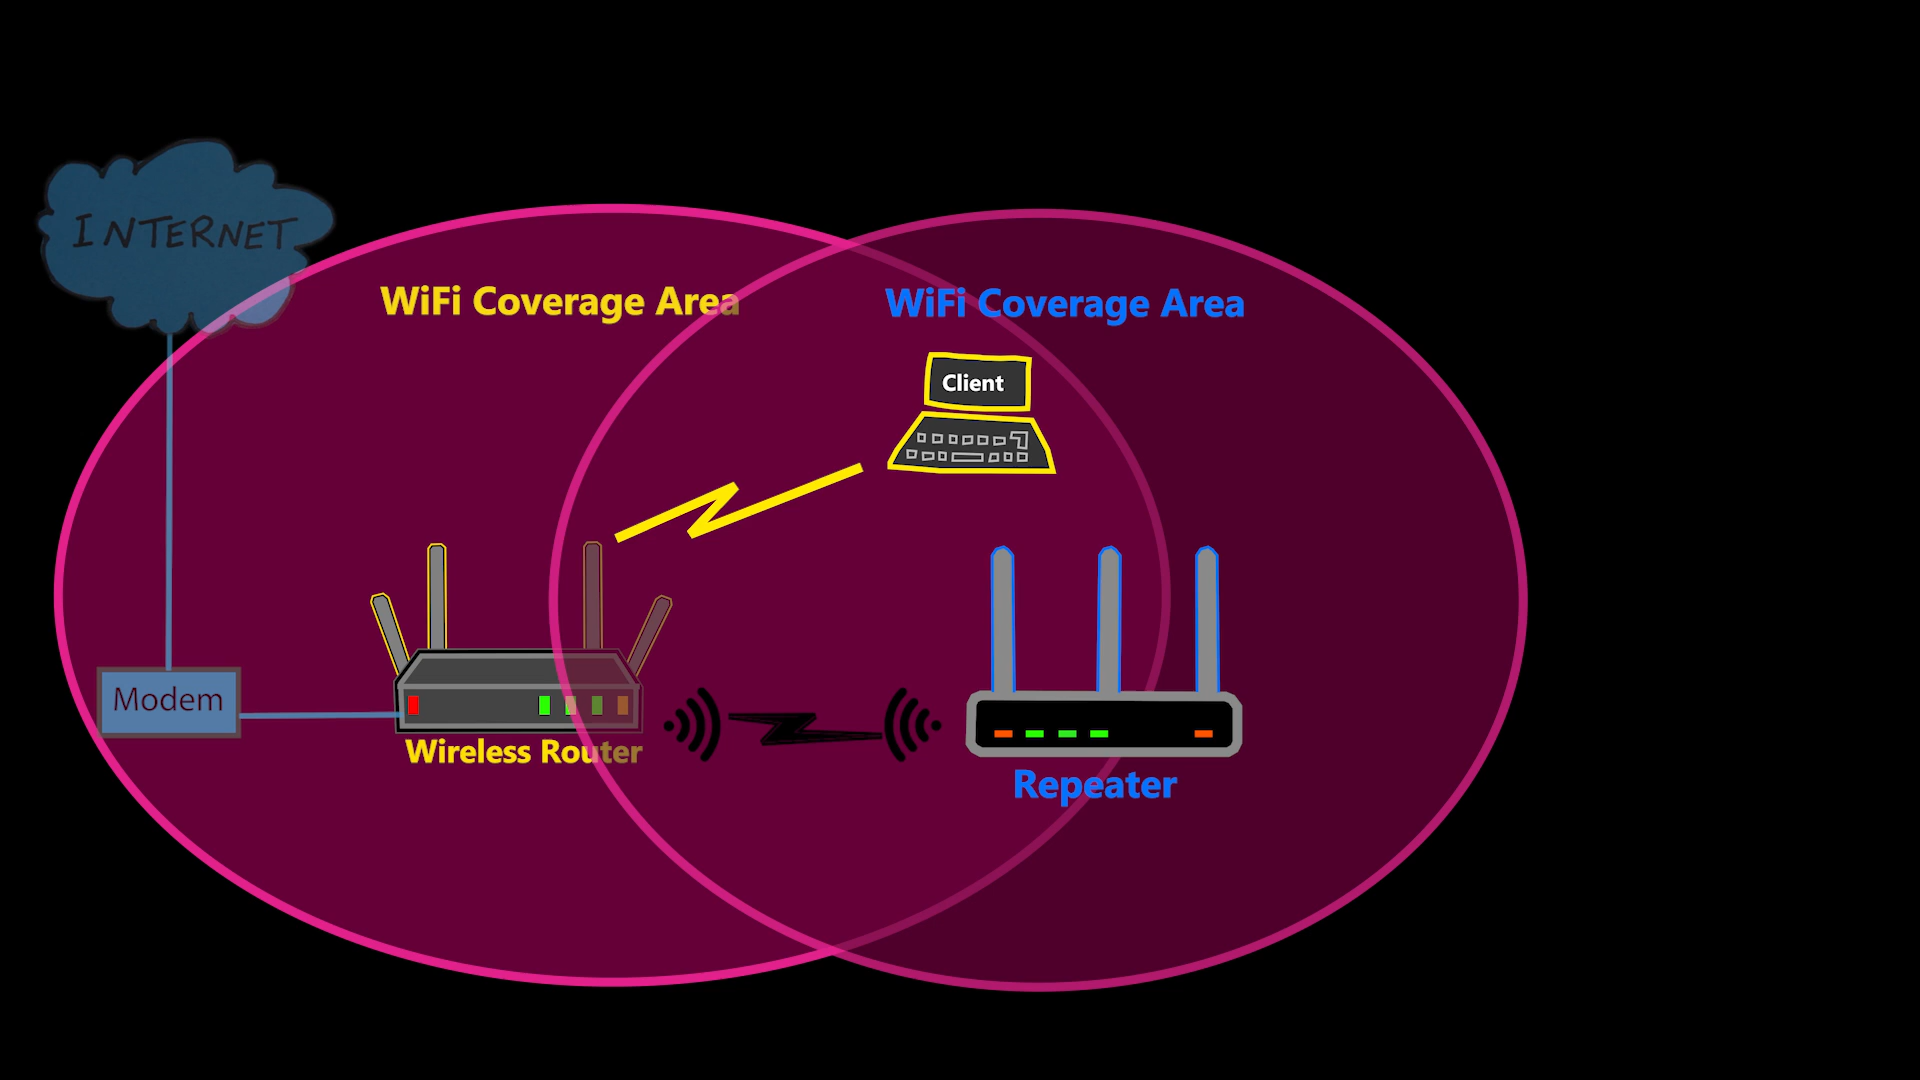 INTERNET
WiFi Coverage Area
WiFi Coverage Area
Client
Modem
Wireless Router
Repeater